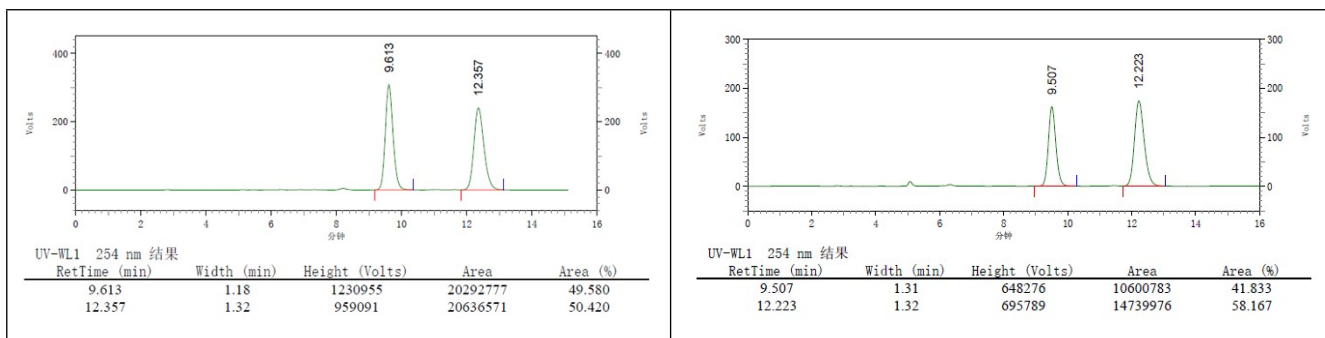 400
200
0
Volts
9.613
12.357
400
200
0
Volts
0 2 4 6 8 10 12 14 16
分钟
UV-WL1 254 nm 结果
RetTime (min) Width (min) Height (Volts) Area Area (%)
9.613 1.18 1230955 20292777 49.580
12.357 1.32 959091 20636571 50.420
300
200
100
0
Volts
9.507
12.223
300
200
100
0
Volts
0 2 4 6 8 10 12 14 16
分钟
UV-WL1 254 nm 结果
RetTime (min) Width (min) Height (Volts) Area Area (%)
9.507 1.31 648276 10600783 41.833
12.223 1.32 695789 14739976 58.167